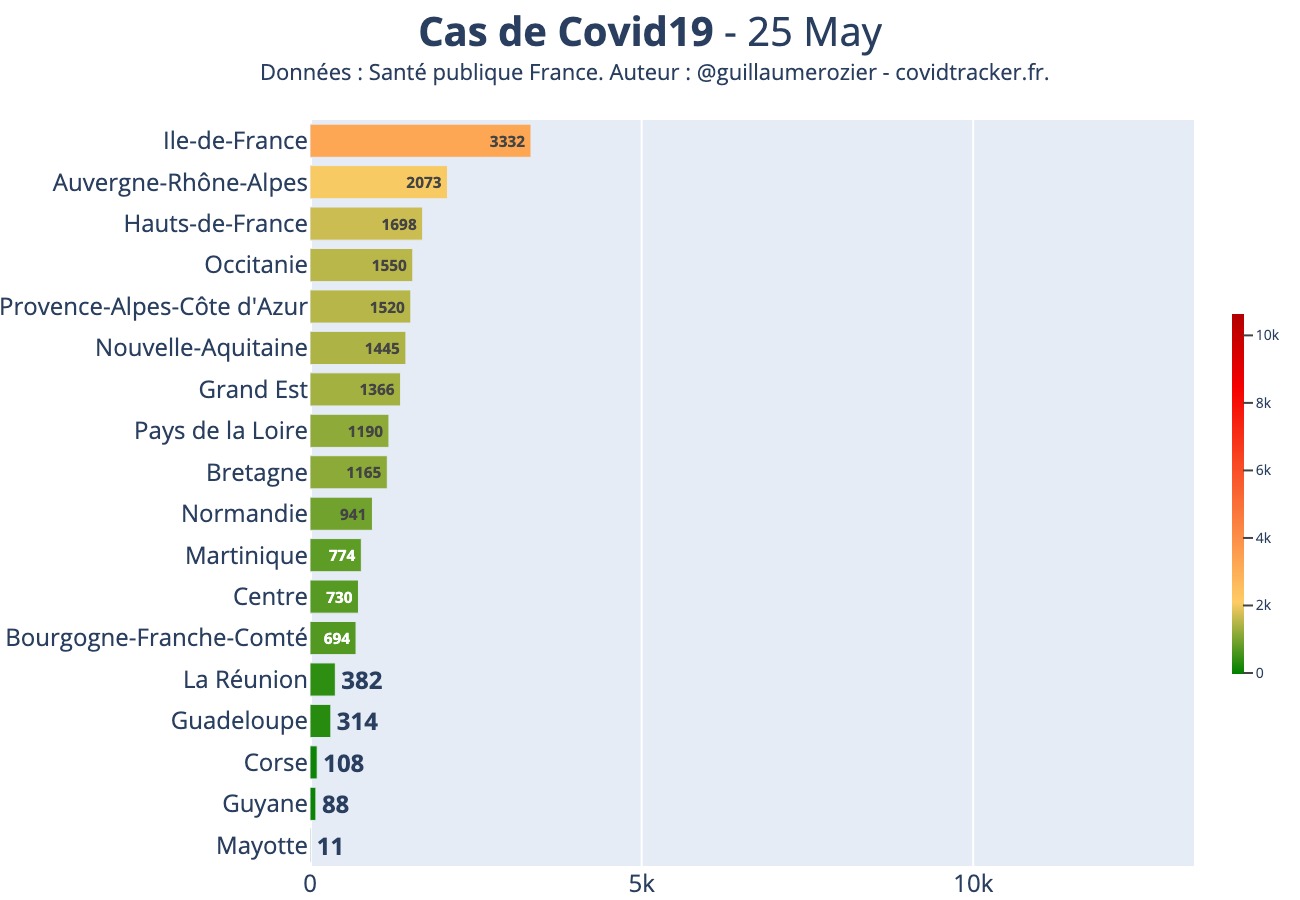 Cas de Covid19 - 25 May
Données : Santé publique France. Auteur : @guillaumerozier - covidtracker.fr.
Ile-de-France 3332
Auvergne-Rhône-Alpes 2073
Hauts-de-France 1698
Occitanie 1550
Provence-Alpes-Côte d'Azur 1520
Nouvelle-Aquitaine 1445
Grand Est 1366
Pays de la Loire 1190
Bretagne 1165
Normandie 941
Martinique 774
Centre 730
Bourgogne-Franche-Comté 694
La Réunion 382
Guadeloupe 314
Corse 108
Guyane 88
Mayotte 11
0 5k 10k
10k
8k
6k
4k
2k
0